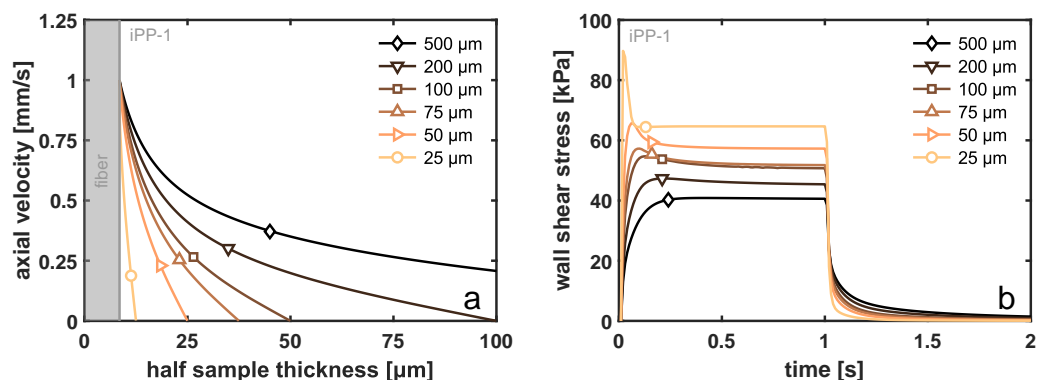 1.25
1
0.75
0.5
0.25
0
axial velocity [mm/s]
iPP-1
fiber
500 µm
200 µm
100 µm
75 µm
50 µm
25 µm
a
0 25 50 75 100
half sample thickness [µm]
100
80
60
40
20
0
wall shear stress [kPa]
iPP-1
500 µm
200 µm
100 µm
75 µm
50 µm
25 µm
b
0 0.5 1 1.5 2
time [s]